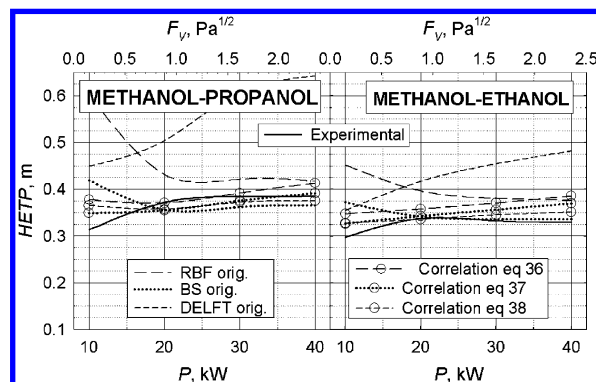 F_V, Pa^1/2 F_V, Pa^1/2
0.0 0.5 1.0 1.5 2.0 0.0 0.5 1.0 1.5 2.0 2.5
0.6
METHANOL-PROPANOL METHANOL-ETHANOL
0.5
Experimental
0.4
HETP, m
0.3
RBF orig. Correlation eq 36
BS orig. Correlation eq 37
0.2
DELFT orig. Correlation eq 38
0.1
10 20 30 40 10 20 30 40
P, kW P, kW